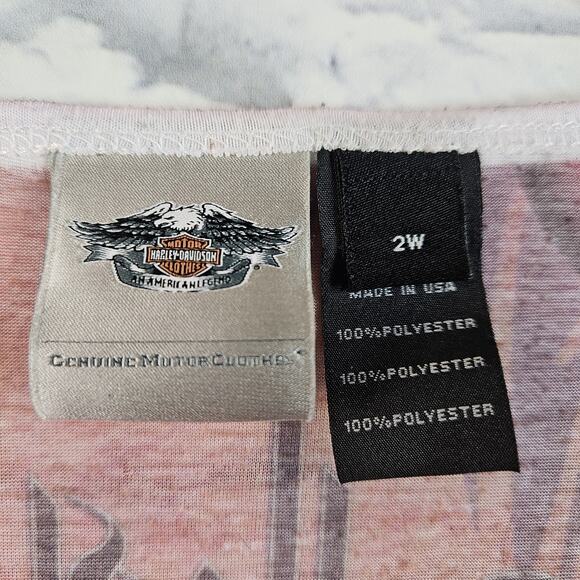 MOTOR
HARLEY-DAVIDSON
CLOTHES
AN AMERICAN LEGEND
®
GENUINE MOTORCLOTHES
2W
MADE IN USA
100%POLYESTER
100%POLYESTER
100%POLYESTER